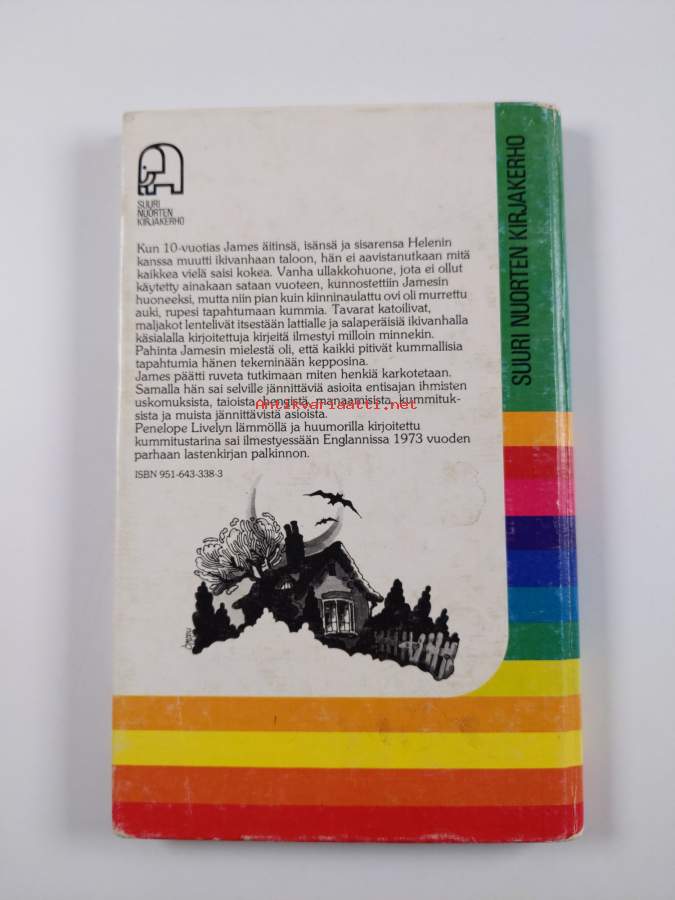 SUURI
NUORTEN
KIRJAKERHO
Kun 10-vuotias James äitinsä, isänsä ja sisarensa Helenin
kanssa muutti ikivanhaan taloon, hän ei aavistanutkaan mitä
kaikkea vielä saisi kokea. Vanha ullakkohuone, jota ei ollut
käytetty ainakaan sataan vuoteen, kunnostettiin Jamesin
huoneeksi, mutta niin pian kuin kiinninaulattu ovi oli murrettu
auki, rupesi tapahtumaan kummia. Tavarat katoilivat,
maljakot lentelivät itsestään lattialle ja salaperäisiä ikivanhalla
käsialalla kirjoitettuja kirjeitä ilmestyi milloin minnekin.
Pahinta Jamesin mielestä oli, että kaikki pitivät kummallisia
tapahtumia hänen tekeminään kepposina.
James päätti ruveta tutkimaan miten henkiä karkotetaan.
Samalla hän sai selville jännittäviä asioita entisajan ihmisten
uskomuksista, taioista, hengistä, manaamisista, kummituk-
sista ja muista jännittävistä asioista.
Penelope Livelyn lämmöllä ja huumorilla kirjoitettu
kummitustarina sai ilmestyessään Englannissa 1973 vuoden
parhaan lastenkirjan palkinnon.
ISBN 951-643-338-3
SUURI NUORTEN KIRJAKERHO
Antikvariaatti.net